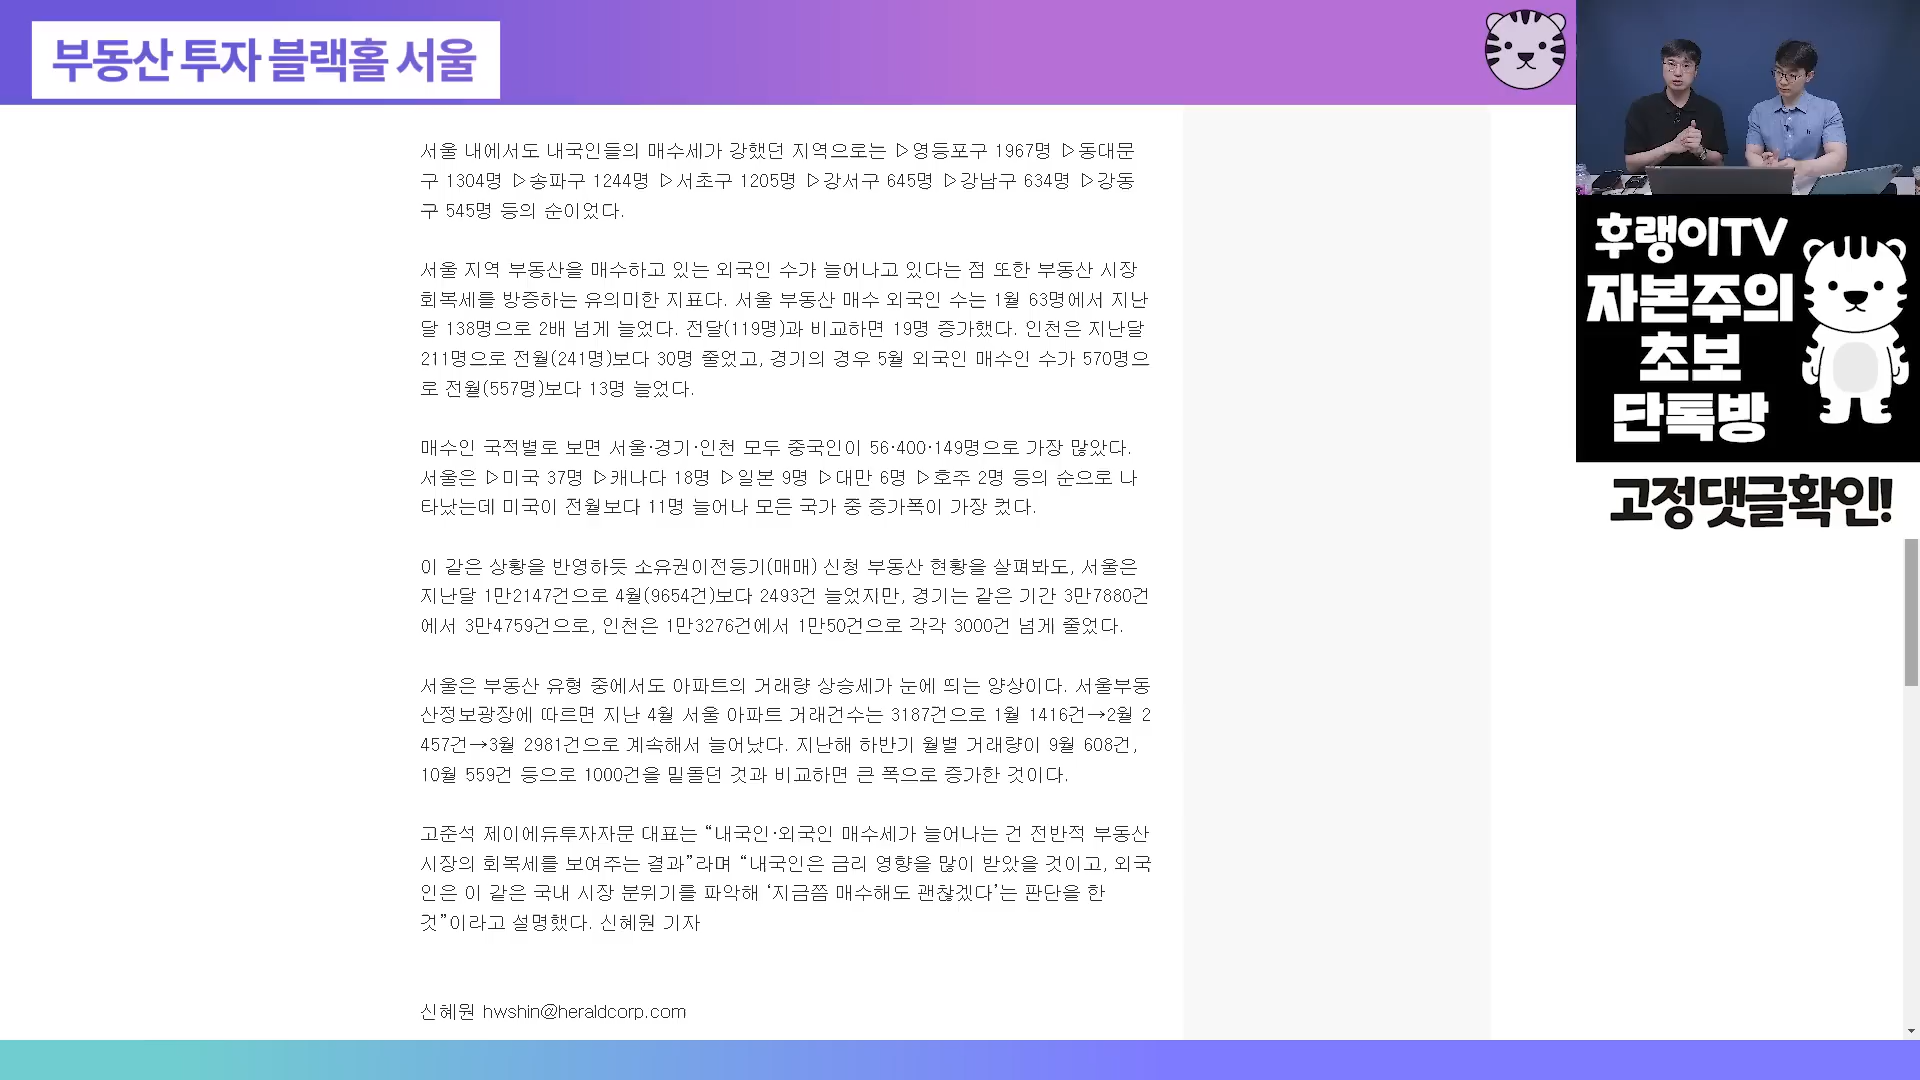 부동산 투자 블랙홀 서울
서울 내에서도 내국인들의 매수세가 강했던 지역으로는 ▷영등포구 1967명 ▷동대문
구 1304명 ▷송파구 1244명 ▷서초구 1205명 ▷강서구 645명 ▷강남구 634명 ▷강동
구 545명 등의 순이었다.
서울 지역 부동산을 매수하고 있는 외국인 수가 늘어나고 있다는 점 또한 부동산 시장
회복세를 방증하는 유의미한 지표다. 서울 부동산 매수 외국인 수는 1월 63명에서 지난
달 138명으로 2배 넘게 늘었다. 전달(119명)과 비교하면 19명 증가했다. 인천은 지난달
211명으로 전월(241명)보다 30명 줄었고, 경기의 경우 5월 외국인 매수인 수가 570명으
로 전월(557명)보다 13명 늘었다.
매수인 국적별로 보면 서울·경기·인천 모두 중국인이 56·400·149명으로 가장 많았다.
서울은 ▷미국 37명 ▷캐나다 18명 ▷일본 9명 ▷대만 6명 ▷호주 2명 등의 순으로 나
타났는데 미국이 전월보다 11명 늘어나 모든 국가 중 증가폭이 가장 컸다.
이 같은 상황을 반영하듯 소유권이전등기(매매) 신청 부동산 현황을 살펴봐도, 서울은
지난달 1만2147건으로 4월(9654건)보다 2493건 늘었지만, 경기는 같은 기간 3만7880건
에서 3만4759건으로, 인천은 1만3276건에서 1만50건으로 각각 3000건 넘게 줄었다.
서울은 부동산 유형 중에서도 아파트의 거래량 상승세가 눈에 띄는 양상이다. 서울부동
산정보광장에 따르면 지난 4월 서울 아파트 거래건수는 3187건으로 1월 1416건→2월 2
457건→3월 2981건으로 계속해서 늘어났다. 지난해 하반기 월별 거래량이 9월 608건,
10월 559건 등으로 1000건을 밑돌던 것과 비교하면 큰 폭으로 증가한 것이다.
고준석 제이에듀투자자문 대표는 “내국인·외국인 매수세가 늘어나는 건 전반적 부동산
시장의 회복세를 보여주는 결과”라며 “내국인은 금리 영향을 많이 받았을 것이고, 외국
인은 이 같은 국내 시장 분위기를 파악해 ‘지금쯤 매수해도 괜찮겠다’는 판단을 한
것”이라고 설명했다. 신혜원 기자
신혜원 hwshin@heraldcorp.com
후랭이TV
자본주의
초보
단톡방
고정댓글확인!